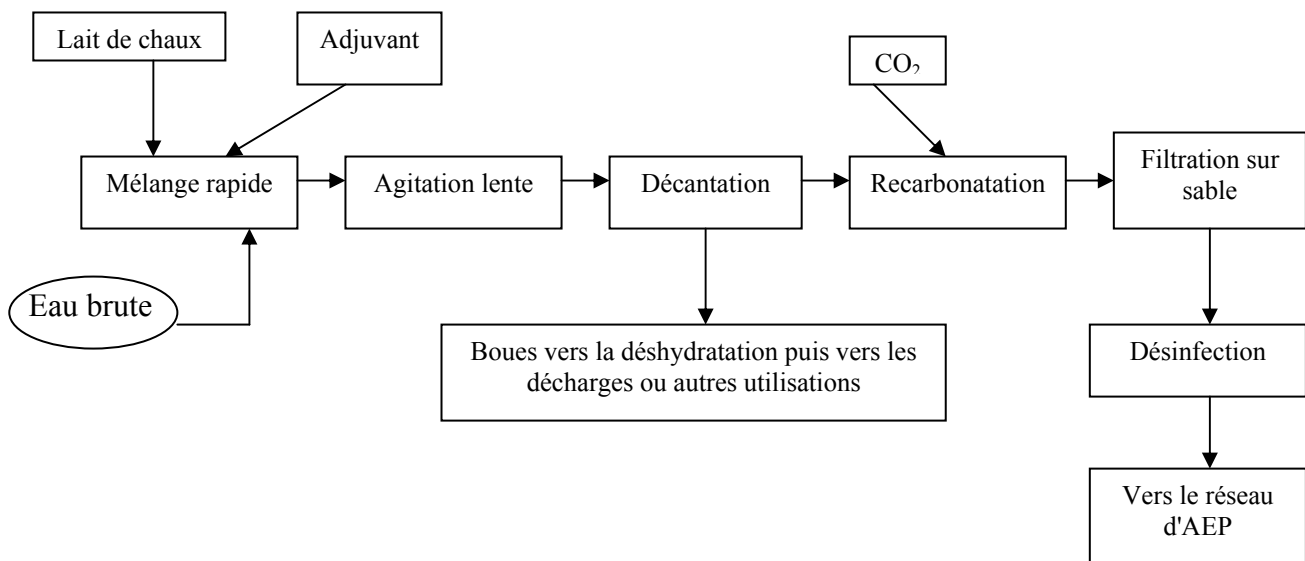 Lait de chaux
Adjuvant
CO₂
Mélange rapide
Agitation lente
Décantation
Recarbonatation
Filtration sur
sable
Eau brute
Boues vers la déshydratation puis vers les
décharges ou autres utilisations
Désinfection
Vers le réseau
d'AEP